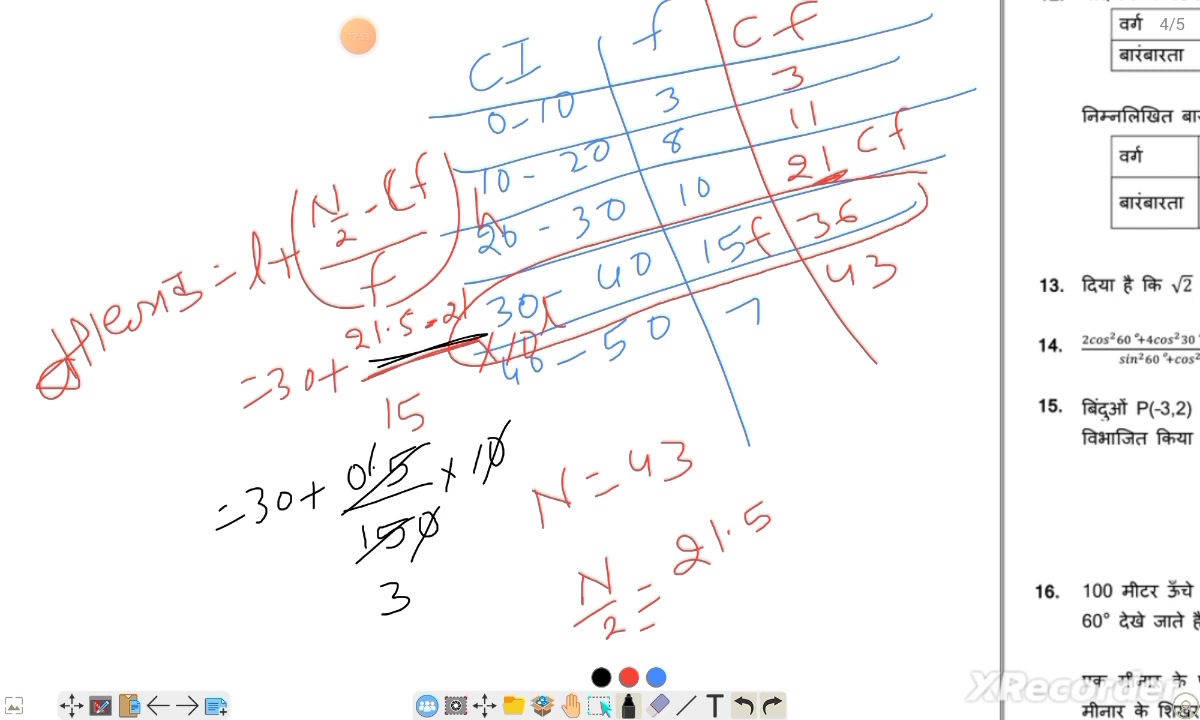 CI f Cf
0-10 3 3
10-20 8 11
20-30 10 21 Cf
30-40 15f 36
40-50 7 43
= l + (N/2 - Cf / f) h
= 30 + 21.5-21 / 15 × 10
= 30 + 0.5 / 150 × 10
3
N = 43
N/2 = 21.5
4/5
वर्ग
बारंबारता
निम्नलिखित
वर्ग
बारंबारता
13. दिया है कि √2
14. 2cos²60°+4cos²30° / sin²60°+cos²
15. बिंदुओं P(-3,2)
विभाजित किया
16. 100 मीटर ऊँचे
60° देखे जाते
एक मीनार के
मीनार के शिखर
XRecorder